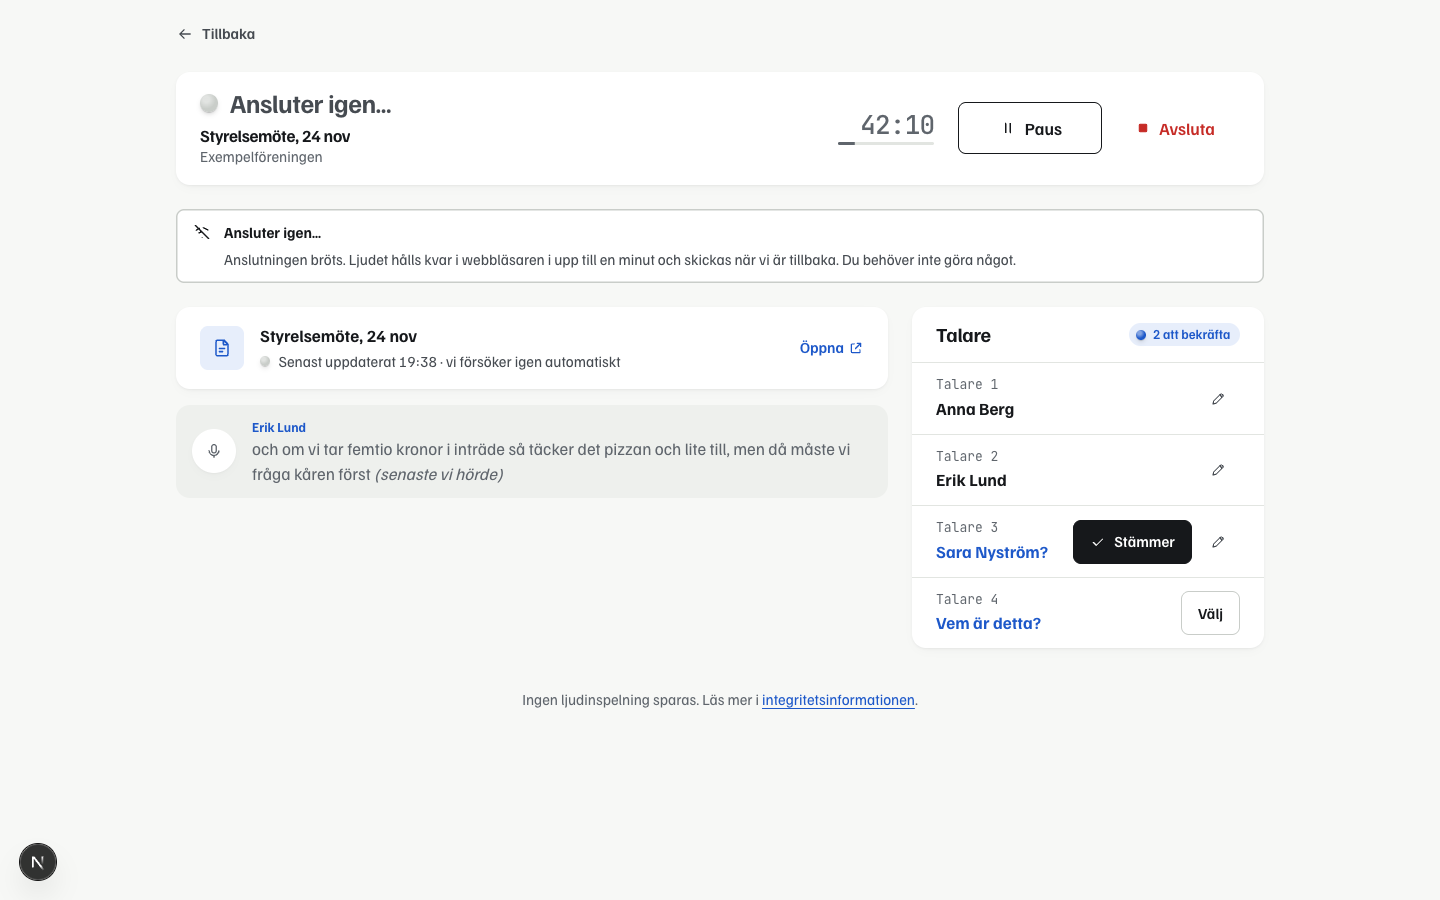 Tillbaka
Ansluter igen...
Styrelsemöte, 24 nov
Exempelföreningen
42:10
Paus
Avsluta
Ansluter igen...
Anslutningen bröts. Ljudet hålls kvar i webbläsaren i upp till en minut och skickas när vi är tillbaka. Du behöver inte göra något.
Styrelsemöte, 24 nov
Senast uppdaterat 19:38 · vi försöker igen automatiskt
Öppna
Erik Lund
och om vi tar femtio kronor i inträde så täcker det pizzan och lite till, men då måste vi
fråga kåren först (senaste vi hörde)
Talare
2 att bekräfta
Talare 1
Anna Berg
Talare 2
Erik Lund
Talare 3
Sara Nyström?
Stämmer
Talare 4
Vem är detta?
Välj
Ingen ljudinspelning sparas. Läs mer i integritetsinformationen.
N